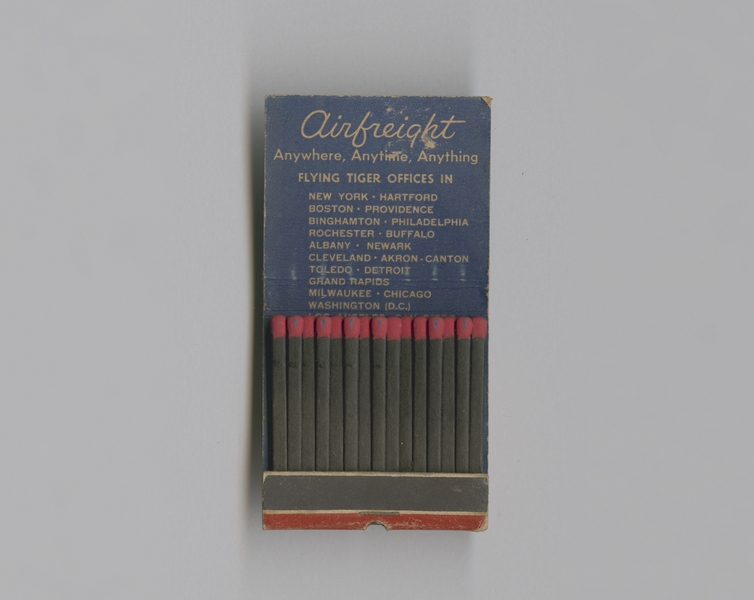 Airfreight
Anywhere, Anytime, Anything
FLYING TIGER OFFICES IN
NEW YORK · HARTFORD
BOSTON · PROVIDENCE
BINGHAMTON · PHILADELPHIA
ROCHESTER · BUFFALO
ALBANY · NEWARK
CLEVELAND · AKRON-CANTON
TOLEDO · DETROIT
GRAND RAPIDS
MILWAUKEE · CHICAGO
WASHINGTON (D.C.)